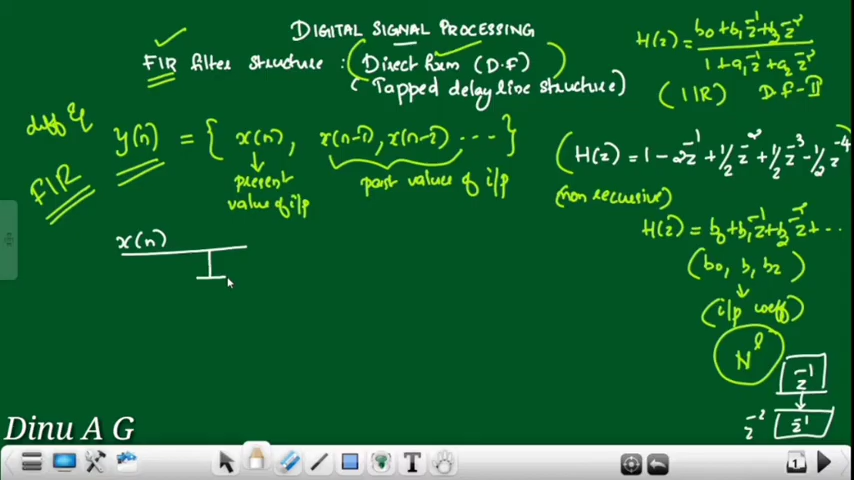 DIGITAL SIGNAL PROCESSING
FIR filter structure : (Direct Form (D.F))
(Tapped delay line structure)
H(z) = b0+b1z^-1+b2z^-2 / 1+a1z^-1+a2z^-2
(IIR) D.F-II
diff Eq
FIR
y(n) = { x(n), x(n-1), x(n-2) ... }
present
value of i/p
past values of i/p
H(z) = 1 - 2z^-1 + 1/2 z^-2 + 1/2 z^-3 - 1/2 z^-4
(non recursive)
H(z) = b0+b1z^-1+b2z^-2+...
(b0, b1, b2)
(i/p coeff)
x(n)
z^-1
z^-2 z^-1
Dinu A G
T
1